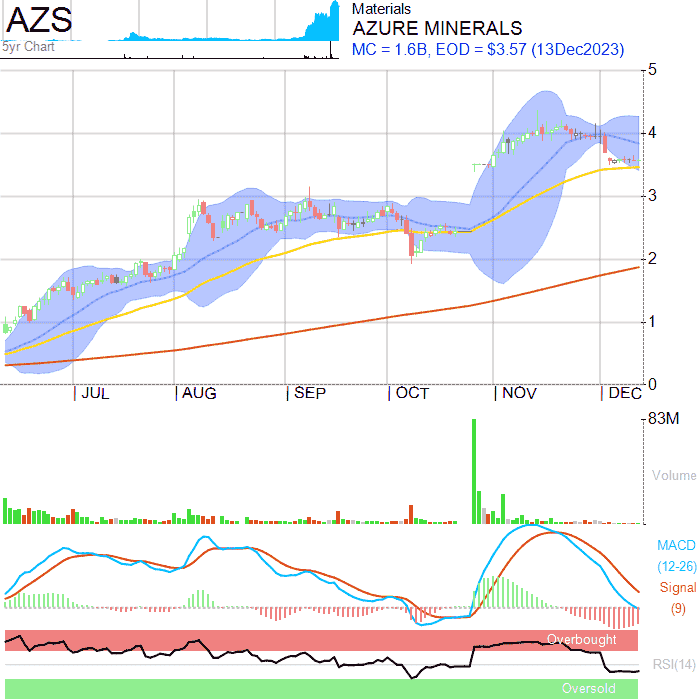 AZS
5yr Chart
Materials
AZURE MINERALS
MC = 1.6B, EOD = $3.57 (13Dec2023)
5
4
3
2
1
0
JUL AUG SEP OCT NOV DEC
83M
Volume
MACD
(12-26)
Signal
(9)
Overbought
RSI(14)
Oversold